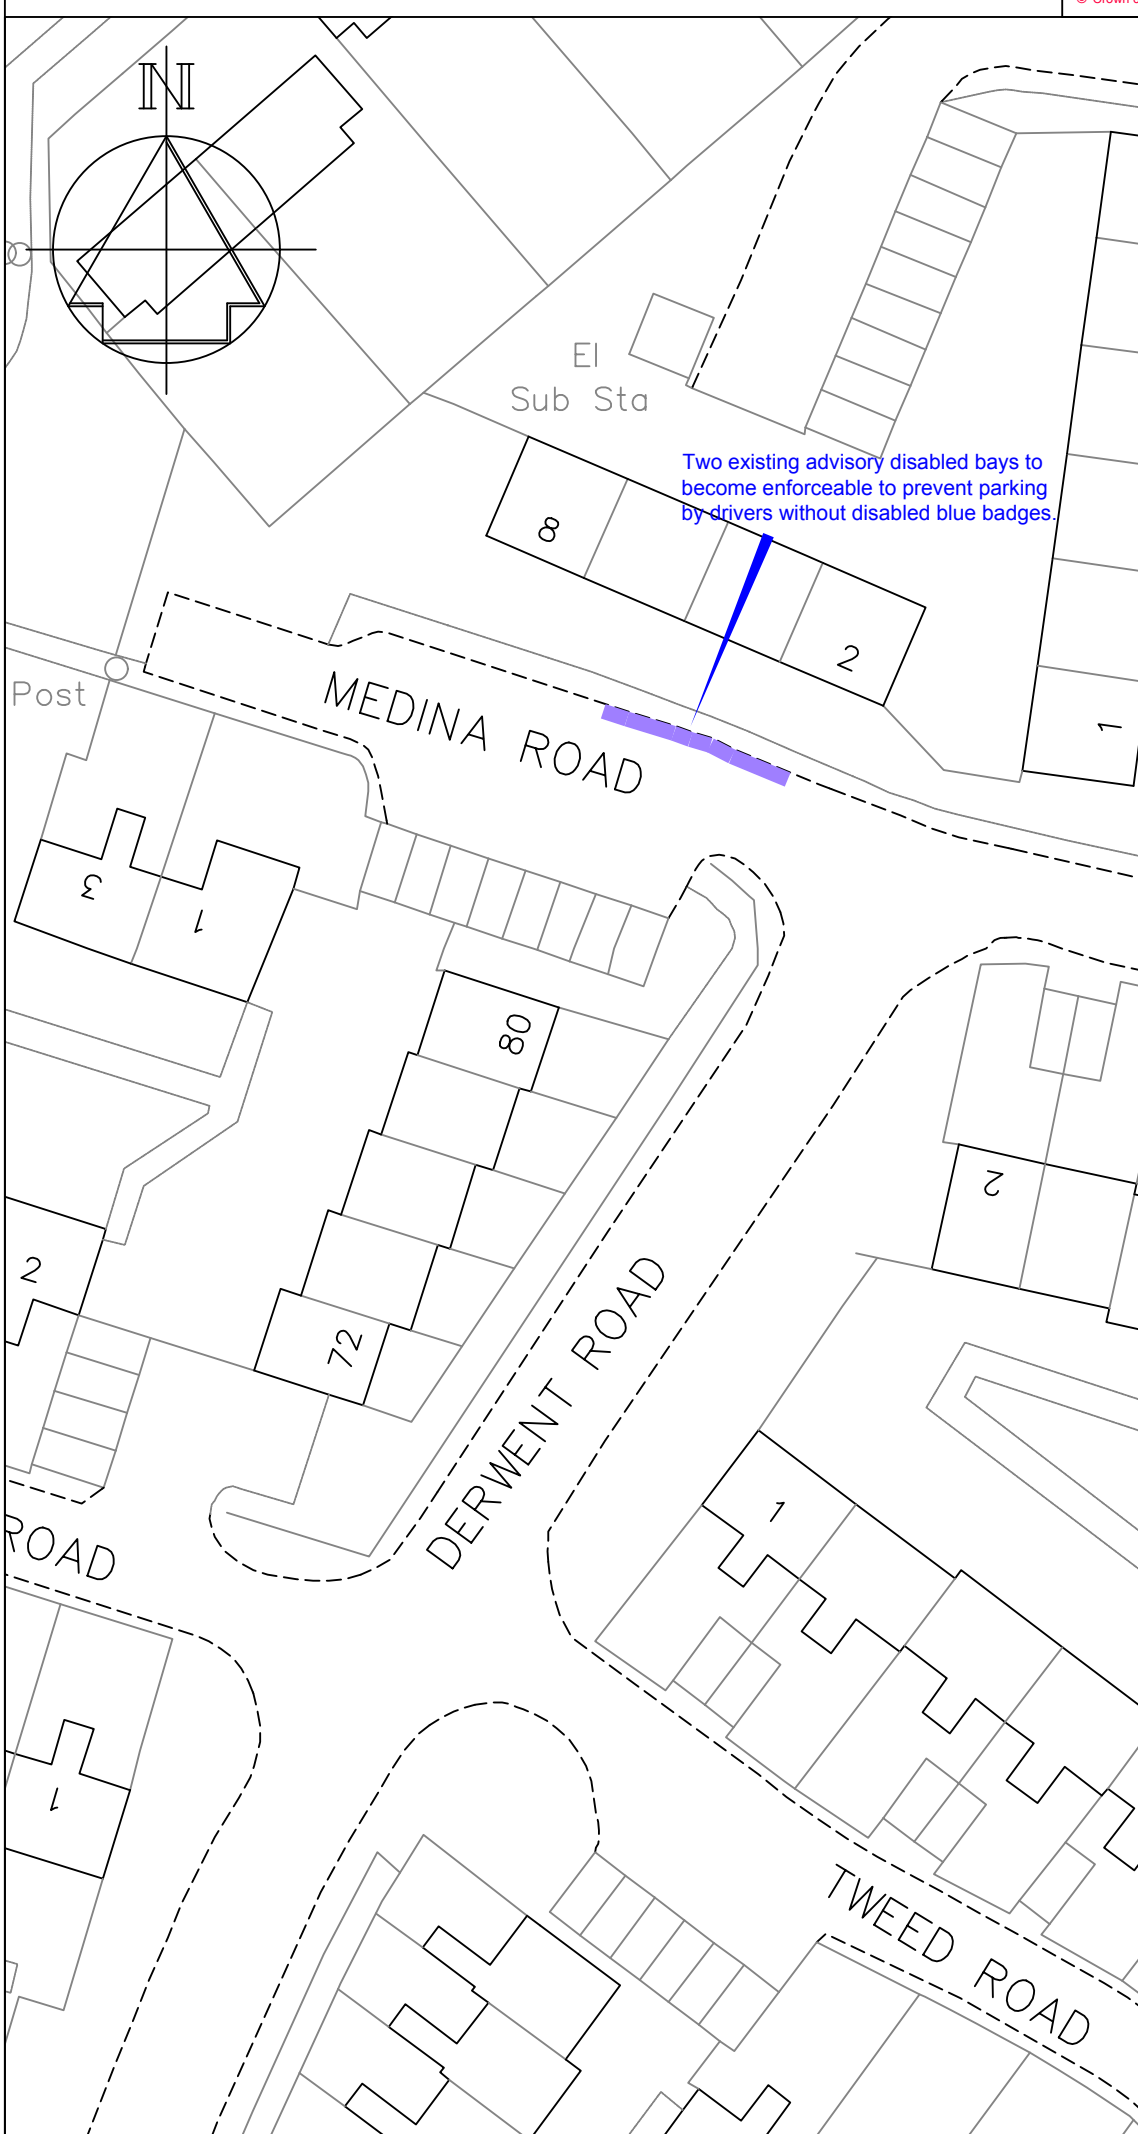 © Crown
N
El
Sub Sta
Two existing advisory disabled bays to
become enforceable to prevent parking
by drivers without disabled blue badges.
8
2
1
Post
MEDINA ROAD
3
1
80
2
2
72
DERWENT ROAD
1
ROAD
1
TWEED ROAD